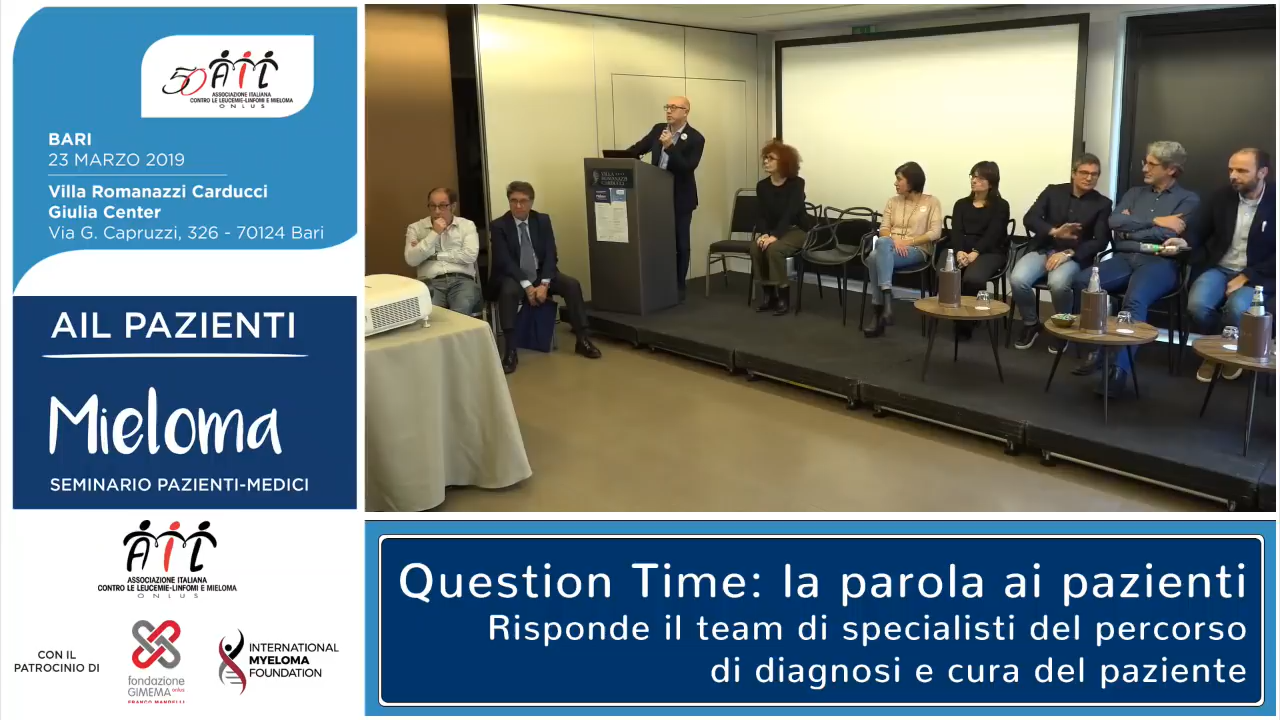 50 AIL
ASSOCIAZIONE ITALIANA
CONTRO LE LEUCEMIE-LINFOMI E MIELOMA
ONLUS
BARI
23 MARZO 2019
Villa Romanazzi Carducci
Giulia Center
Via G. Capruzzi, 326 - 70124 Bari
AIL PAZIENTI
Mieloma
SEMINARIO PAZIENTI-MEDICI
AIL
ASSOCIAZIONE ITALIANA
CONTRO LE LEUCEMIE-LINFOMI E MIELOMA
ONLUS
CON IL
PATROCINIO DI
fondazione
GIMEMA onlus
FRANCO MANDELLI
INTERNATIONAL
MYELOMA
FOUNDATION
VILLA
ROMANAZZI
CARDUCCI
Question Time: la parola ai pazienti
Risponde il team di specialisti del percorso
di diagnosi e cura del paziente